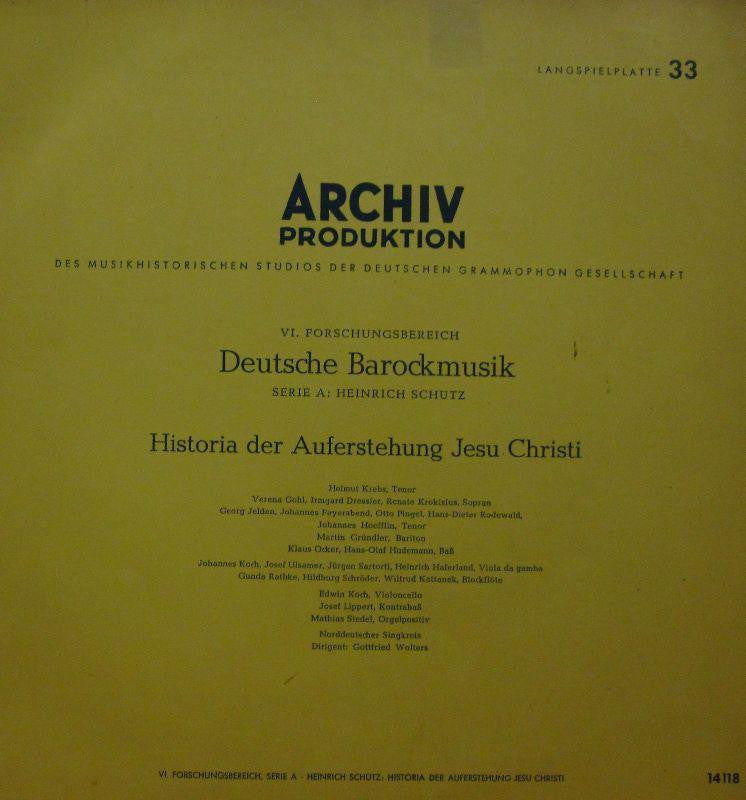 LANGSPIELPLATTE 33
ARCHIV
PRODUKTION
DES MUSIKHISTORISCHEN STUDIOS DER DEUTSCHEN GRAMMOPHON GESELLSCHAFT
VI. FORSCHUNGSBEREICH
Deutsche Barockmusik
SERIE A: HEINRICH SCHÜTZ
Historia der Auferstehung Jesu Christi
Helmut Krebs, Tenor
Verena Gohl, Irmgard Dressler, Renate Krokisius, Sopran
Georg Jelden, Johannes Feyerabend, Otto Pingel, Hans-Dieter Rodewald,
Johannes Hoefflin, Tenor
Martin Gründler, Bariton
Klaus Ocker, Hans-Olaf Hudemann, Baß
Johannes Koch, Josef Ulsamer, Jürgen Sartorti, Heinrich Haferland, Viola da gamba
Gunda Rathke, Hildburg Schröder, Wiltrud Kattanek, Blockflöte
Edwin Koch, Violoncello
Josef Lippert, Kontrabaß
Mathias Siedel, Orgelpositiv
Norddeutscher Singkreis
Dirigent: Gottfried Wolters
VI. FORSCHUNGSBEREICH, SERIE A - HEINRICH SCHÜTZ: HISTORIA DER AUFERSTEHUNG JESU CHRISTI
14118